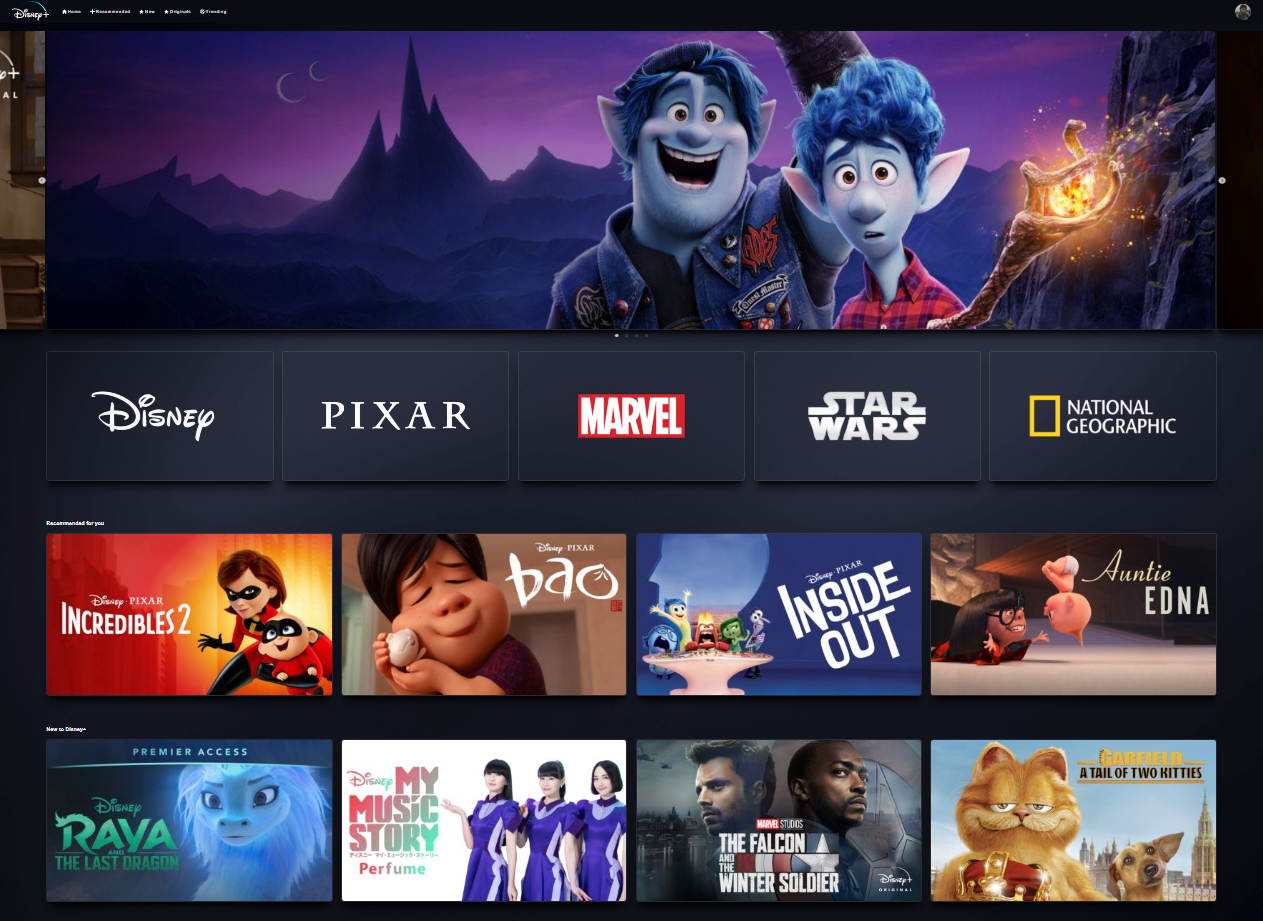 Disney+
Home
Recommended
New
Originals
Trending
AL
Quest Master
Disney
PIXAR
MARVEL
STAR
WARS
NATIONAL
GEOGRAPHIC
Recommended for you
Disney · PIXAR
INCREDIBLES 2
Disney · PIXAR
bao
Disney · PIXAR
INSIDE
OUT
Auntie
EDNA
New to Disney+
PREMIER ACCESS
Disney
RAYA
AND
THE LAST DRAGON
Disney MY
MUSIC
STORY
ディズニー マイ・ミュージック・ストーリー
Perfume
MARVEL STUDIOS
THE FALCON
AND
THE
WINTER SOLDIER
Disney+
ORIGINAL
GARFIELD
A TAIL OF TWO KITTIES